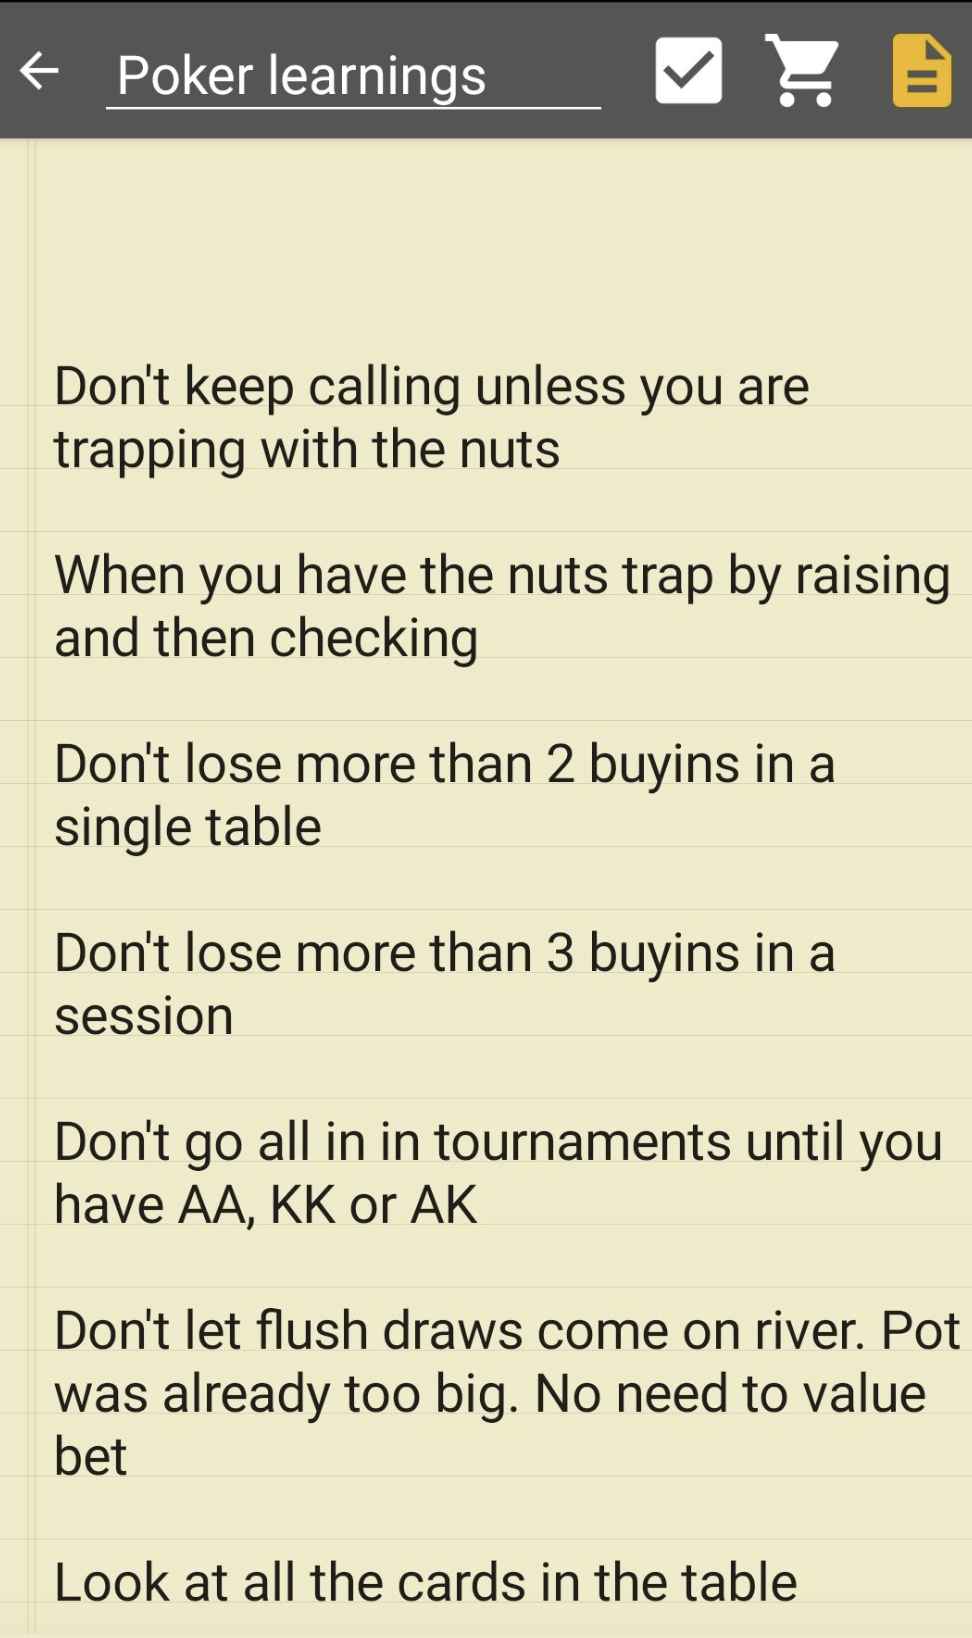 Poker learnings
Don't keep calling unless you are
trapping with the nuts
When you have the nuts trap by raising
and then checking
Don't lose more than 2 buyins in a
single table
Don't lose more than 3 buyins in a
session
Don't go all in in tournaments until you
have AA, KK or AK
Don't let flush draws come on river. Pot
was already too big. No need to value
bet
Look at all the cards in the table